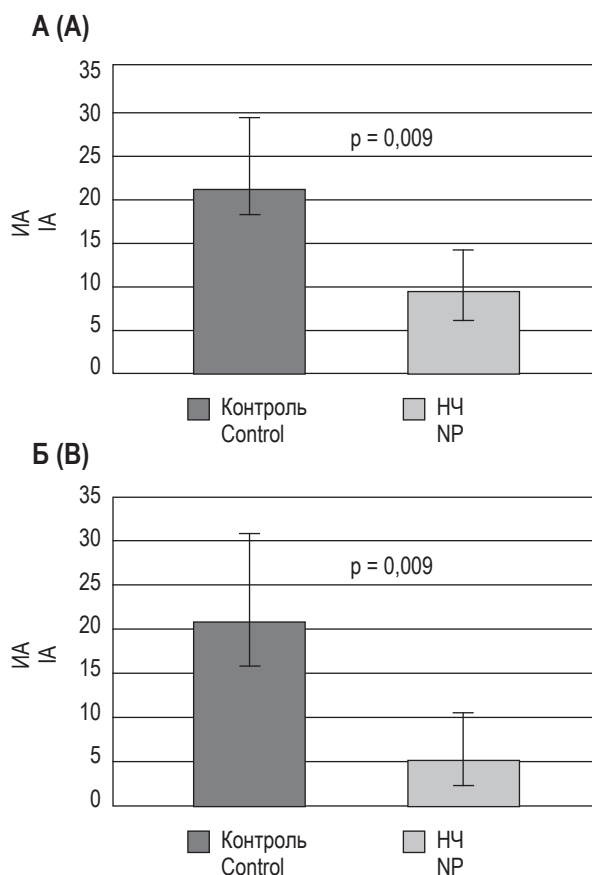 А (A)
35
30
25
20
15
10
5
0
ИА
IA
p = 0,009
Контроль
Control
НЧ
NP
Б (B)
35
30
25
20
15
10
5
0
ИА
IA
p = 0,009
Контроль
Control
НЧ
NP